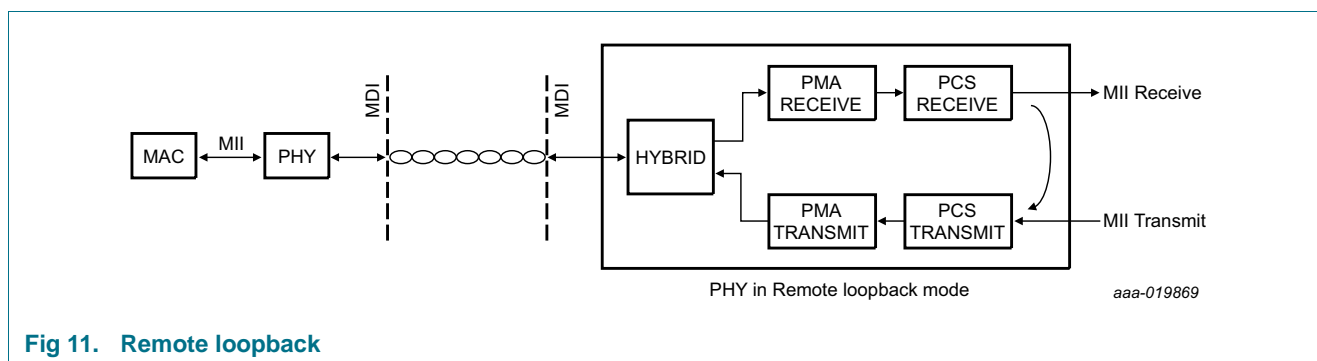 MAC
MII
PHY
MDI
MDI
HYBRID
PMA
RECEIVE
PCS
RECEIVE
MII Receive
PMA
TRANSMIT
PCS
TRANSMIT
MII Transmit
PHY in Remote loopback mode
aaa-019869
Fig 11. Remote loopback